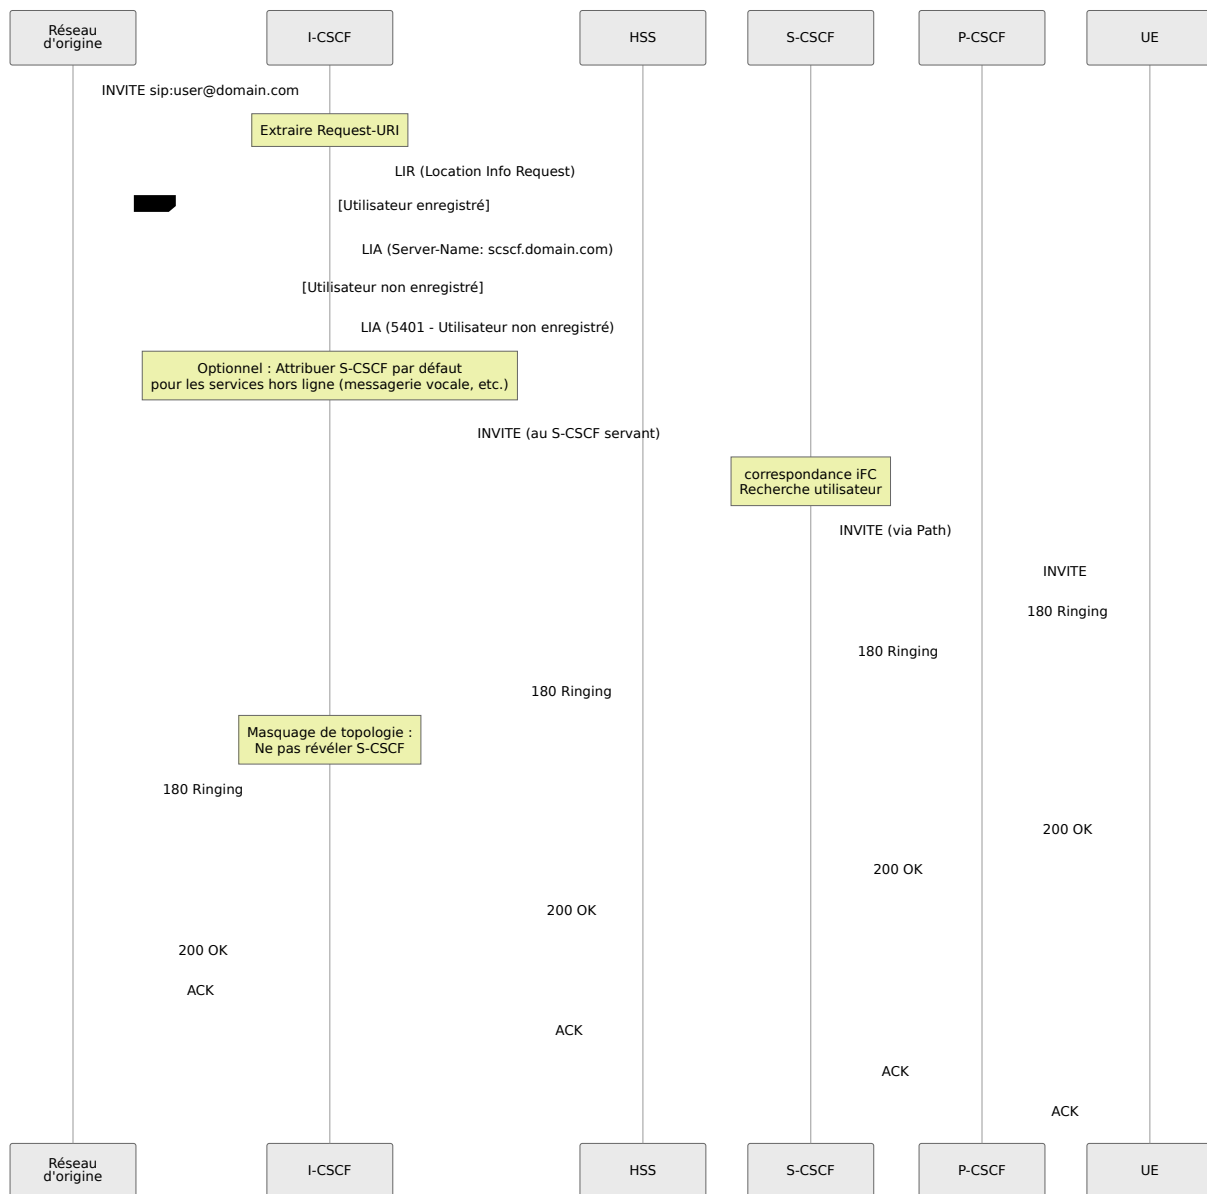 Réseau
d'origine
I-CSCF
HSS
S-CSCF
P-CSCF
UE
INVITE sip:user@domain.com
Extraire Request-URI
LIR (Location Info Request)
[Utilisateur enregistré]
LIA (Server-Name: scscf.domain.com)
[Utilisateur non enregistré]
LIA (5401 - Utilisateur non enregistré)
Optionnel : Attribuer S-CSCF par défaut
pour les services hors ligne (messagerie vocale, etc.)
INVITE (au S-CSCF servant)
correspondance iFC
Recherche utilisateur
INVITE (via Path)
INVITE
180 Ringing
180 Ringing
180 Ringing
Masquage de topologie :
Ne pas révéler S-CSCF
180 Ringing
200 OK
200 OK
200 OK
200 OK
ACK
ACK
ACK
ACK
Réseau
d'origine
I-CSCF
HSS
S-CSCF
P-CSCF
UE